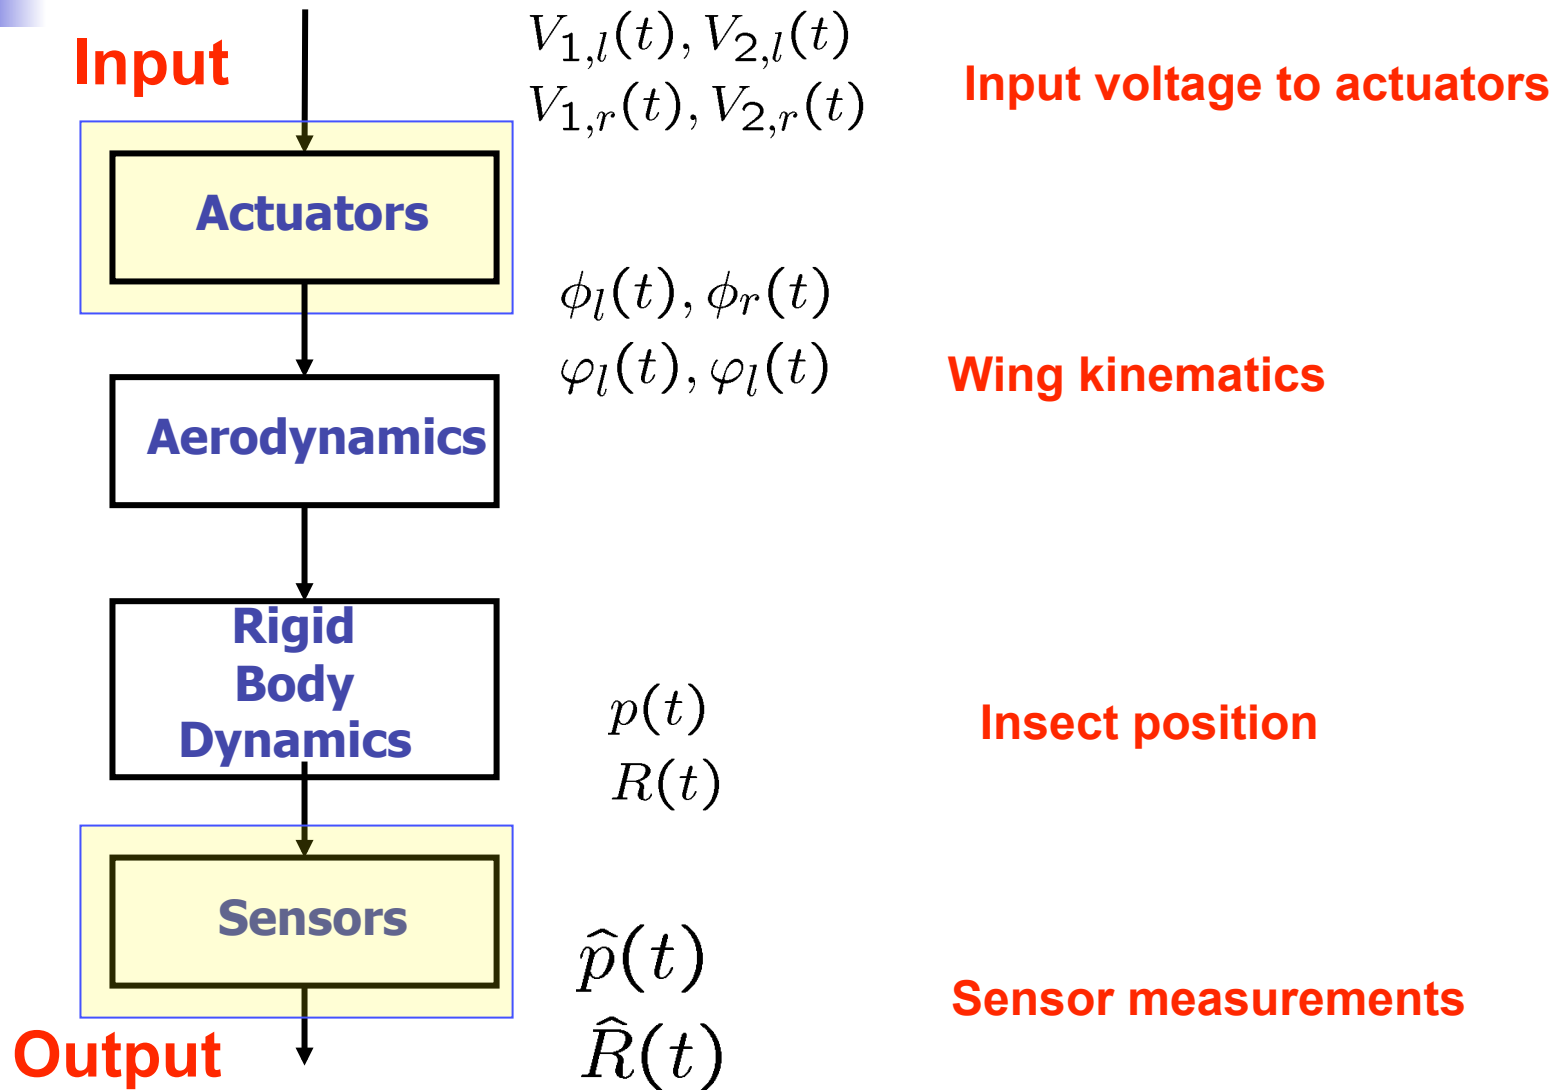 Input
V_{1,l}(t), V_{2,l}(t)
V_{1,r}(t), V_{2,r}(t)
Input voltage to actuators
Actuators
ϕ_l(t), ϕ_r(t)
φ_l(t), φ_l(t)
Wing kinematics
Aerodynamics
Rigid
Body
Dynamics
p(t)
R(t)
Insect position
Sensors
p̂(t)
R̂(t)
Sensor measurements
Output